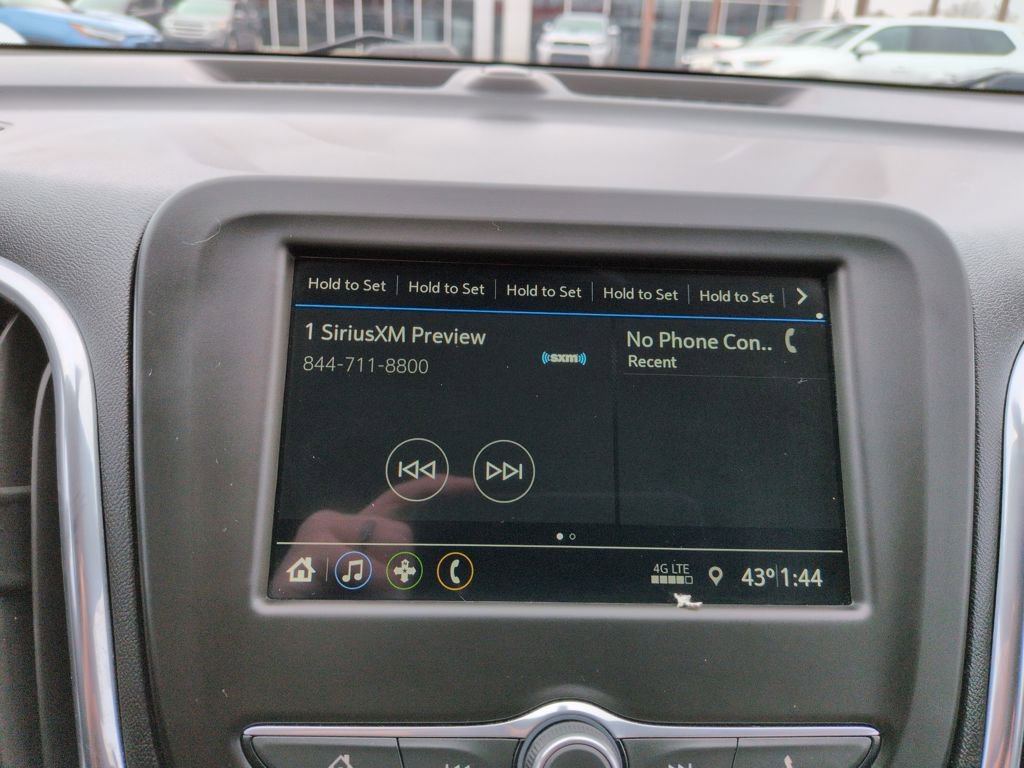 Hold to Set Hold to Set Hold to Set Hold to Set Hold to Set
1 SiriusXM Preview
844-711-8800
((sxm))
No Phone Con..
Recent
4G LTE
43° 1:44